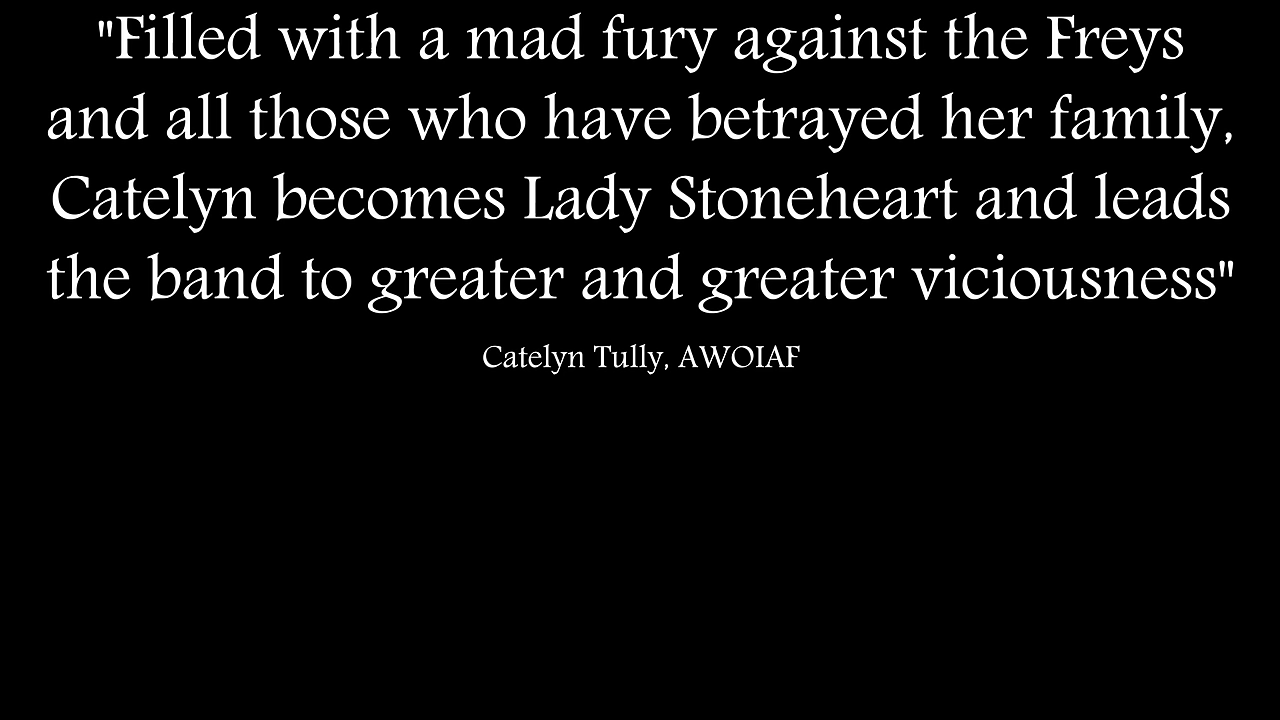 "Filled with a mad fury against the Freys
and all those who have betrayed her family,
Catelyn becomes Lady Stoneheart and leads
the band to greater and greater viciousness"
Catelyn Tully, AWOIAF